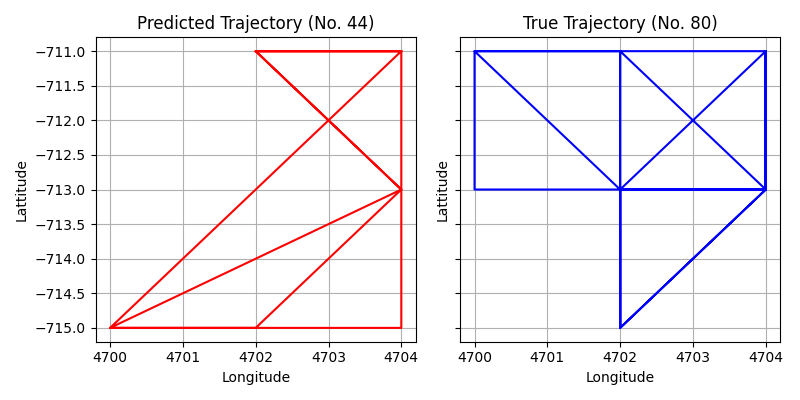 Predicted Trajectory (No. 44)
True Trajectory (No. 80)
Lattitude
−711.0
−711.5
−712.0
−712.5
−713.0
−713.5
−714.0
−714.5
−715.0
4700 4701 4702 4703 4704
Longitude
Lattitude
4700 4701 4702 4703 4704
Longitude